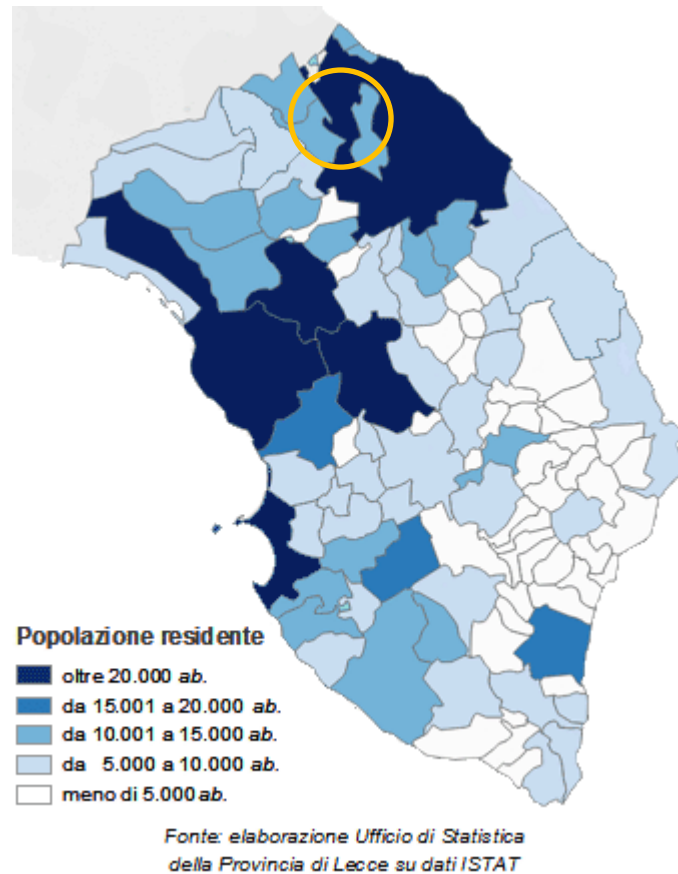 Popolazione residente
oltre 20.000 ab.
da 15.001 a 20.000 ab.
da 10.001 a 15.000 ab.
da 5.000 a 10.000 ab.
meno di 5.000 ab.
Fonte: elaborazione Ufficio di Statistica
della Provincia di Lecce su dati ISTAT